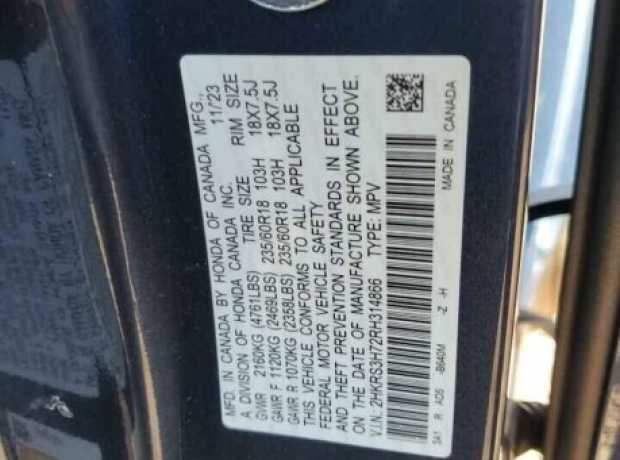 MFD. IN CANADA BY HONDA OF CANADA MFG.,
A DIVISION OF HONDA CANADA INC. 11/23
TIRE SIZE RIM SIZE
GVWR 2160KG (4761LBS)
GAWR F 1120KG (2469LBS) 235/60R18 103H 18X7.5J
GAWR R 1070KG (2358LBS) 235/60R18 103H 18X7.5J
THIS VEHICLE CONFORMS TO ALL APPLICABLE
FEDERAL MOTOR VEHICLE SAFETY
AND THEFT PREVENTION STANDARDS IN EFFECT
ON THE DATE OF MANUFACTURE SHOWN ABOVE.
V.I.N.: 2HKRS3H72RH314866 TYPE: MPV
3A1 R AD5 -B640M -Z -H MADE IN CANADA